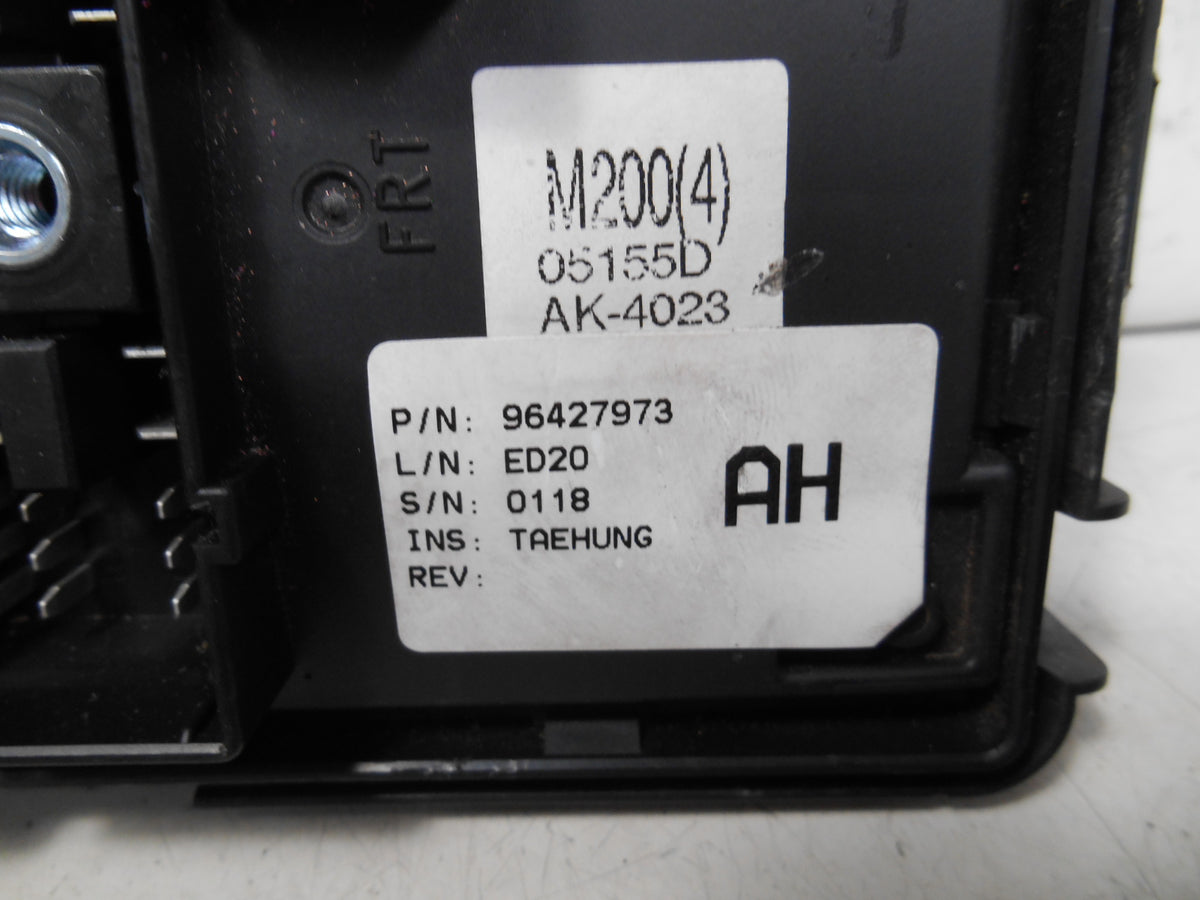 FRT
M200(4)
05155D
AK-4023
P/N: 96427973
L/N: ED20
S/N: 0118
INS: TAEHUNG
REV:
AH